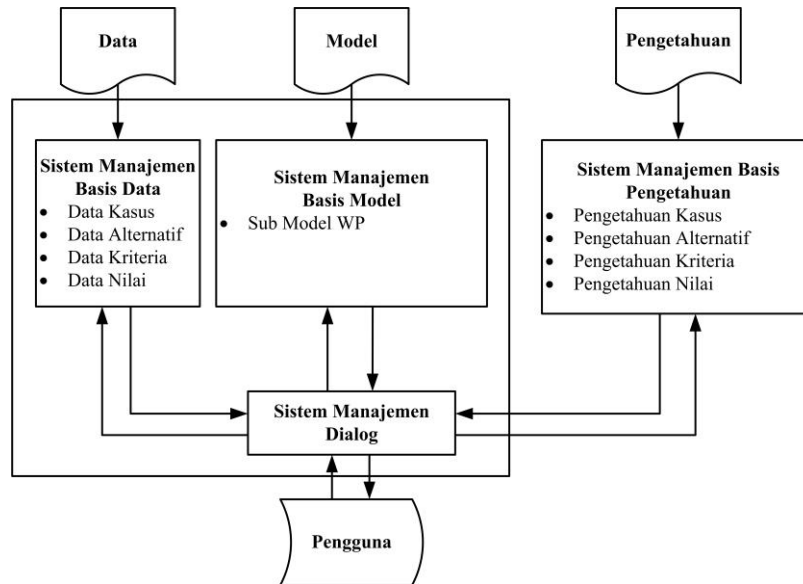 Data
Model
Pengetahuan
Sistem Manajemen
Basis Data
• Data Kasus
• Data Alternatif
• Data Kriteria
• Data Nilai
Sistem Manajemen
Basis Model
• Sub Model WP
Sistem Manajemen Basis
Pengetahuan
• Pengetahuan Kasus
• Pengetahuan Alternatif
• Pengetahuan Kriteria
• Pengetahuan Nilai
Sistem Manajemen
Dialog
Pengguna